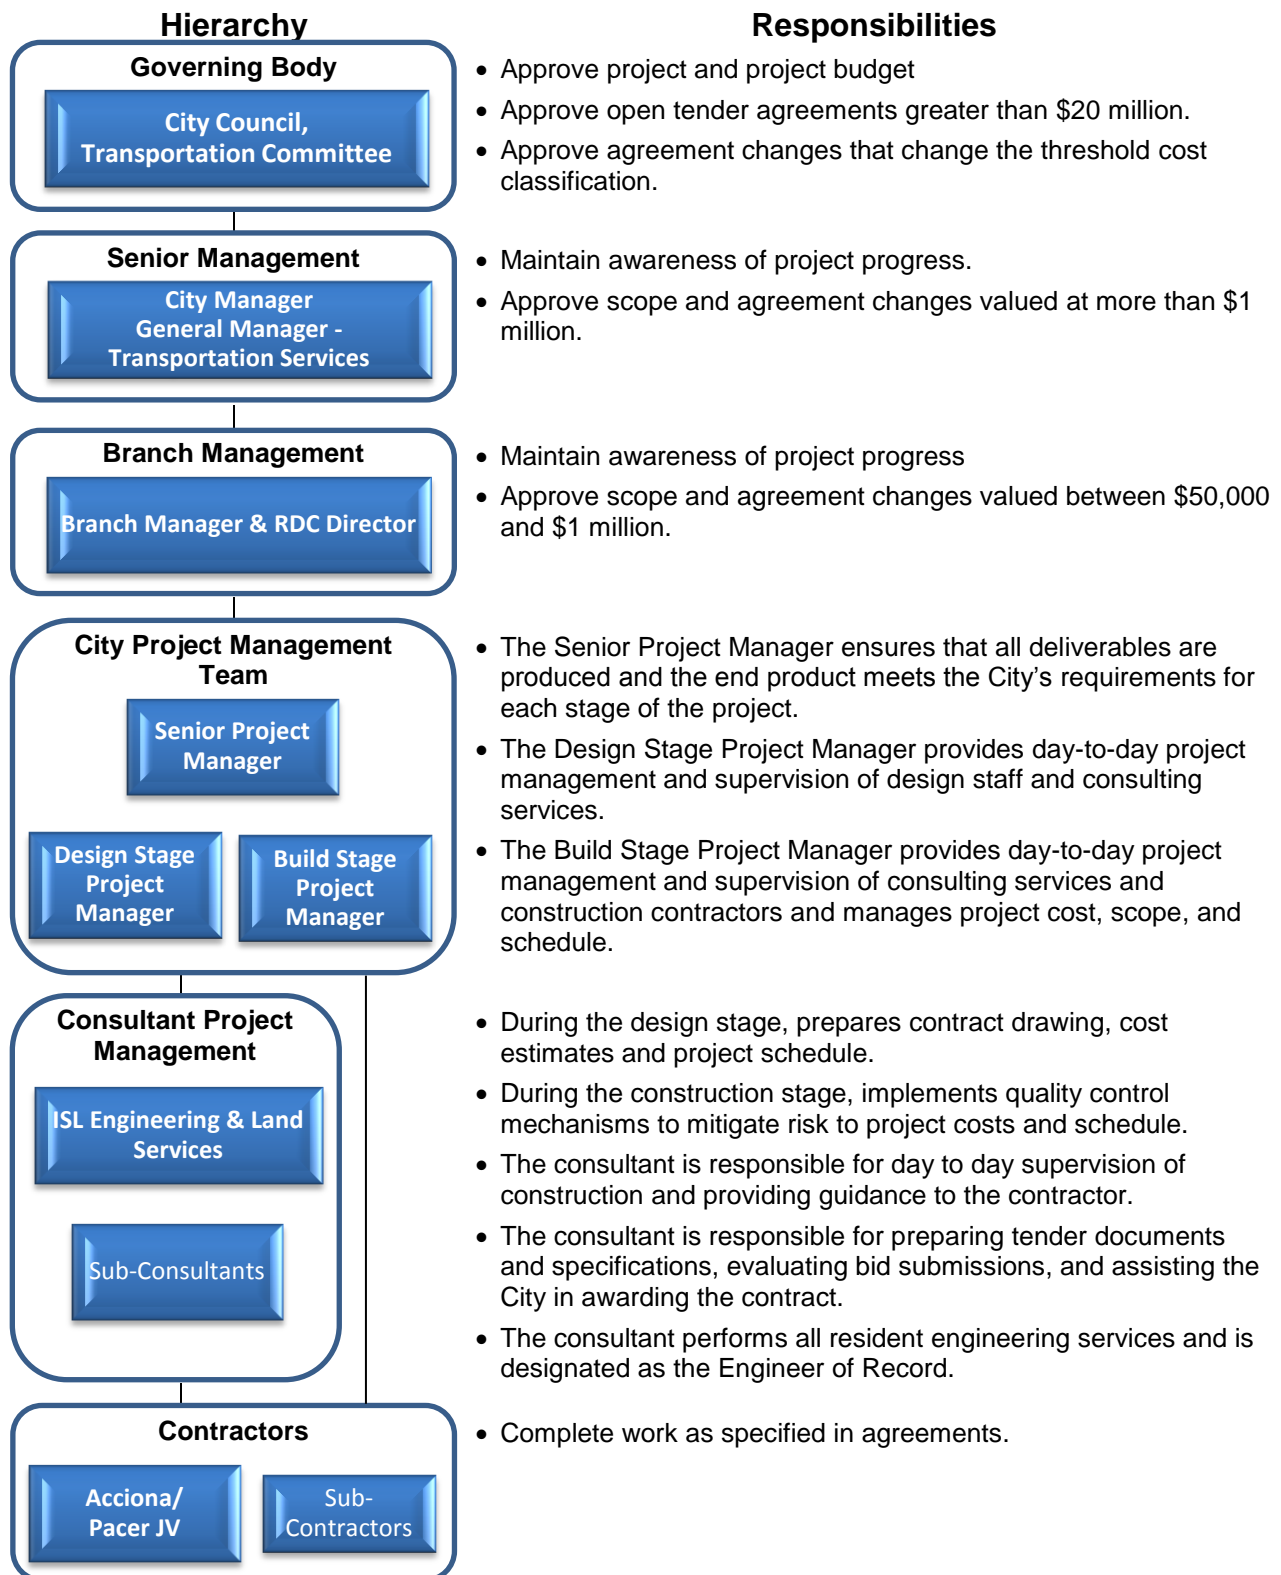 Hierarchy
Responsibilities
Governing Body
City Council,
Transportation Committee
• Approve project and project budget
• Approve open tender agreements greater than $20 million.
• Approve agreement changes that change the threshold cost
classification.
Senior Management
City Manager
General Manager -
Transportation Services
• Maintain awareness of project progress.
• Approve scope and agreement changes valued at more than $1
million.
Branch Management
Branch Manager & RDC Director
• Maintain awareness of project progress
• Approve scope and agreement changes valued between $50,000
and $1 million.
City Project Management
Team
Senior Project
Manager
Design Stage
Project
Manager
Build Stage
Project
Manager
• The Senior Project Manager ensures that all deliverables are
produced and the end product meets the City’s requirements for
each stage of the project.
• The Design Stage Project Manager provides day-to-day project
management and supervision of design staff and consulting
services.
• The Build Stage Project Manager provides day-to-day project
management and supervision of consulting services and
construction contractors and manages project cost, scope, and
schedule.
Consultant Project
Management
ISL Engineering & Land
Services
Sub-Consultants
• During the design stage, prepares contract drawing, cost
estimates and project schedule.
• During the construction stage, implements quality control
mechanisms to mitigate risk to project costs and schedule.
• The consultant is responsible for day to day supervision of
construction and providing guidance to the contractor.
• The consultant is responsible for preparing tender documents
and specifications, evaluating bid submissions, and assisting the
City in awarding the contract.
• The consultant performs all resident engineering services and is
designated as the Engineer of Record.
Contractors
Acciona/
Pacer JV
Sub-
Contractors
• Complete work as specified in agreements.